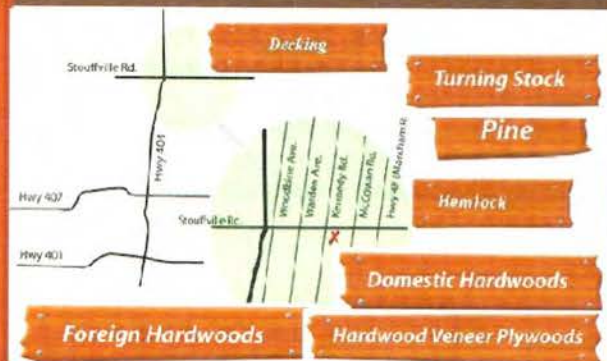 Decking
Stouffville Rd.
Turning Stock
Pine
Hwy 404
Woodbine Ave.
Warden Ave.
Kennedy Rd.
McCowan Rd.
Hwy 48 (Markham R
Hwy 407
Stouffville Rd.
Hemlock
Hwy 401
Domestic Hardwoods
Foreign Hardwoods
Hardwood Veneer Plywoods